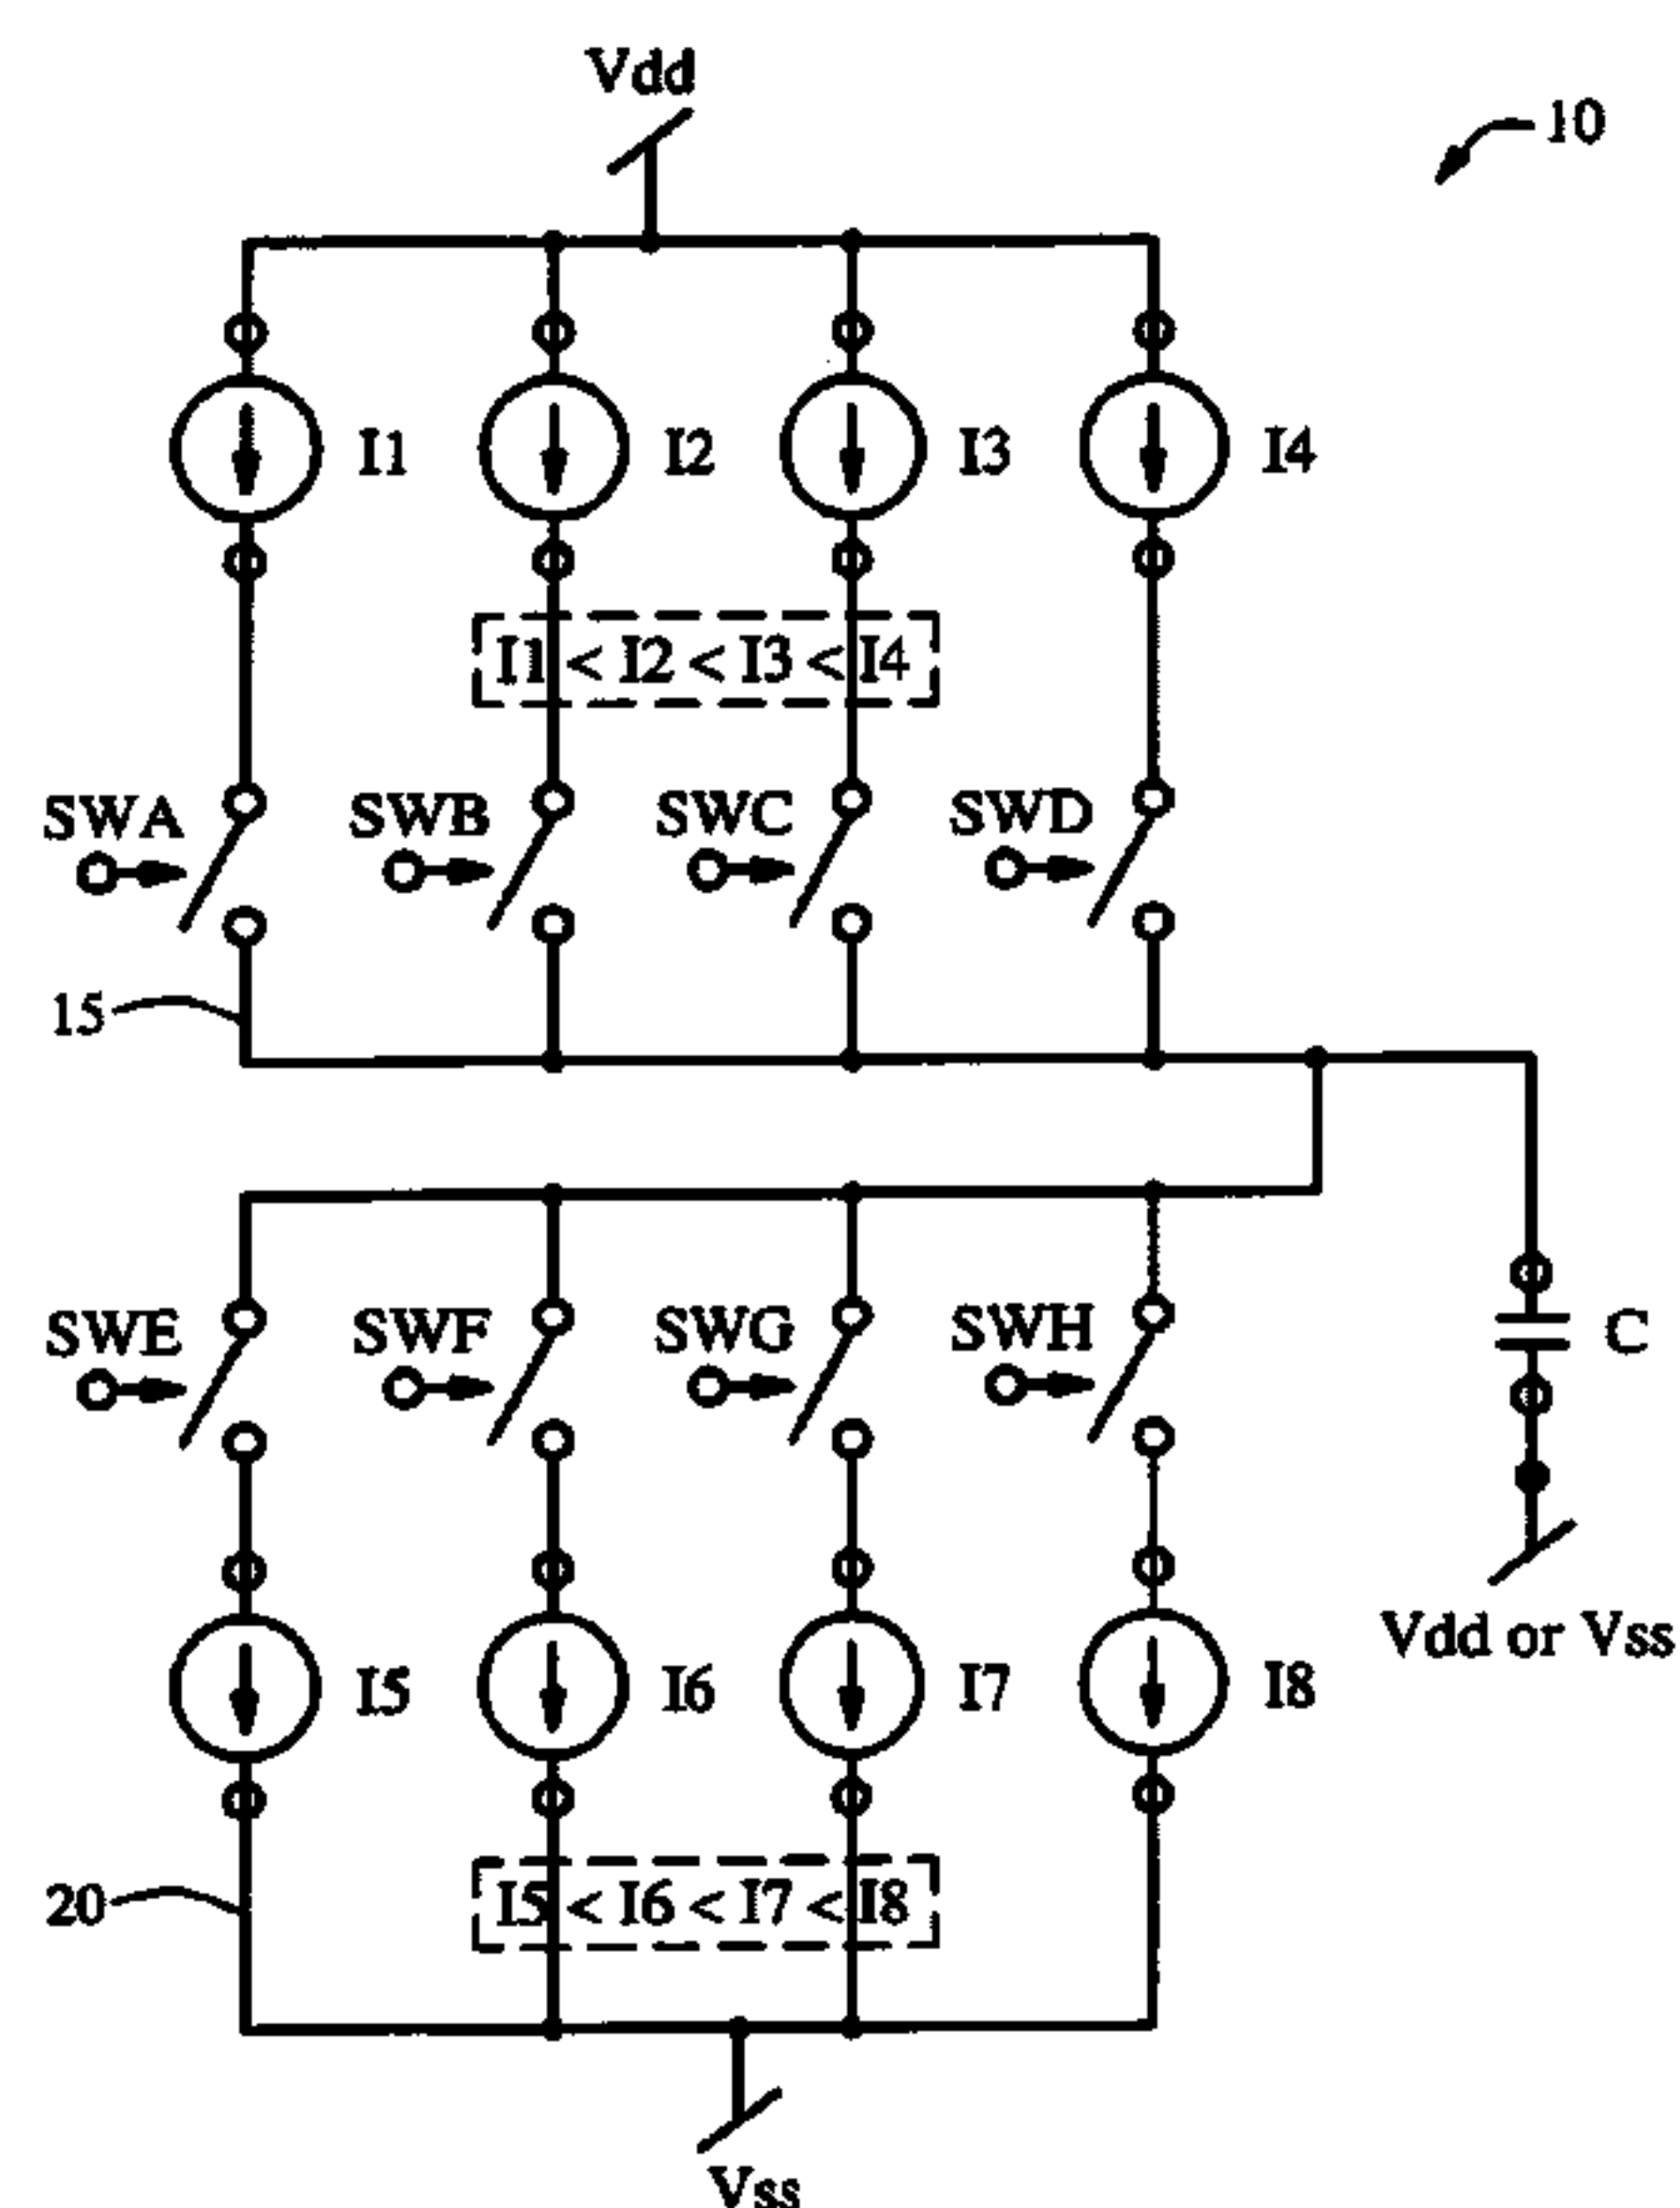 Vdd
10
I1 I2 I3 I4
I1 < I2 < I3 < I4
SWA SWB SWC SWD
15
SWE SWF SWG SWH
C
Vdd or Vss
I5 I6 I7 I8
20
I5 < I6 < I7 < I8
Vss